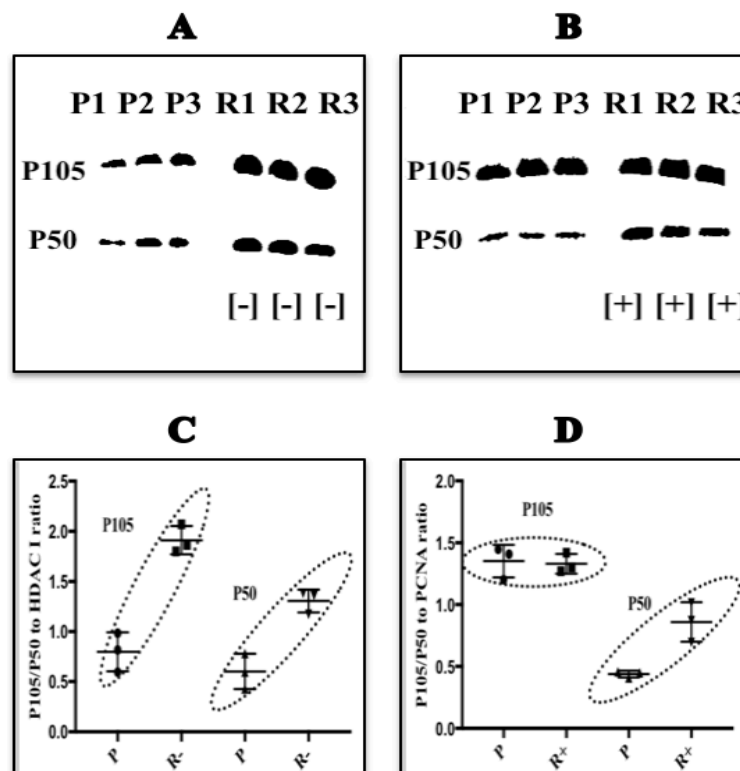 A
P1 P2 P3 R1 R2 R3
P105
P50
[-] [-] [-]
B
P1 P2 P3 R1 R2 R3
P105
P50
[+] [+] [+]
C
P105/P50 to HDAC I ratio
2.5
2.0
1.5
1.0
0.5
0.0
P105
P50
P R- P R-
D
P105/P50 to PCNA ratio
2.0
1.5
1.0
0.5
0.0
P105
P50
P R+ P R+